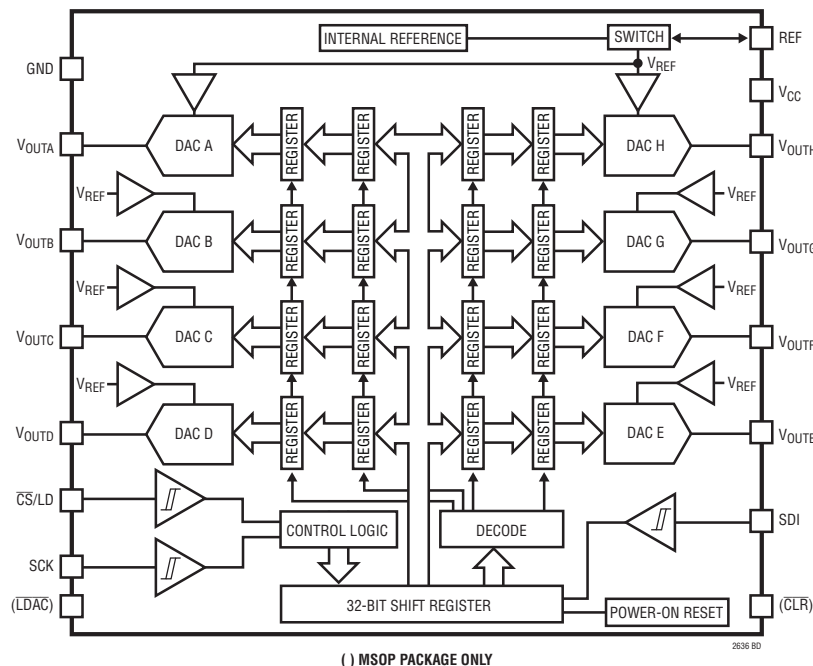 INTERNAL REFERENCE
SWITCH
REF
GND
VREF
VCC
VOUTA
DAC A
REGISTER
REGISTER
REGISTER
REGISTER
DAC H
VOUTH
VREF
VREF
VOUTB
DAC B
REGISTER
REGISTER
REGISTER
REGISTER
DAC G
VOUTG
VREF
VREF
VOUTC
DAC C
REGISTER
REGISTER
REGISTER
REGISTER
DAC F
VOUTF
VREF
VREF
VOUTD
DAC D
REGISTER
REGISTER
REGISTER
REGISTER
DAC E
VOUTE
C̅S̅/LD
CONTROL LOGIC
DECODE
SDI
SCK
(L̅D̅A̅C̅)
32-BIT SHIFT REGISTER
POWER-ON RESET
(C̅L̅R̅)
2636 BD
( ) MSOP PACKAGE ONLY